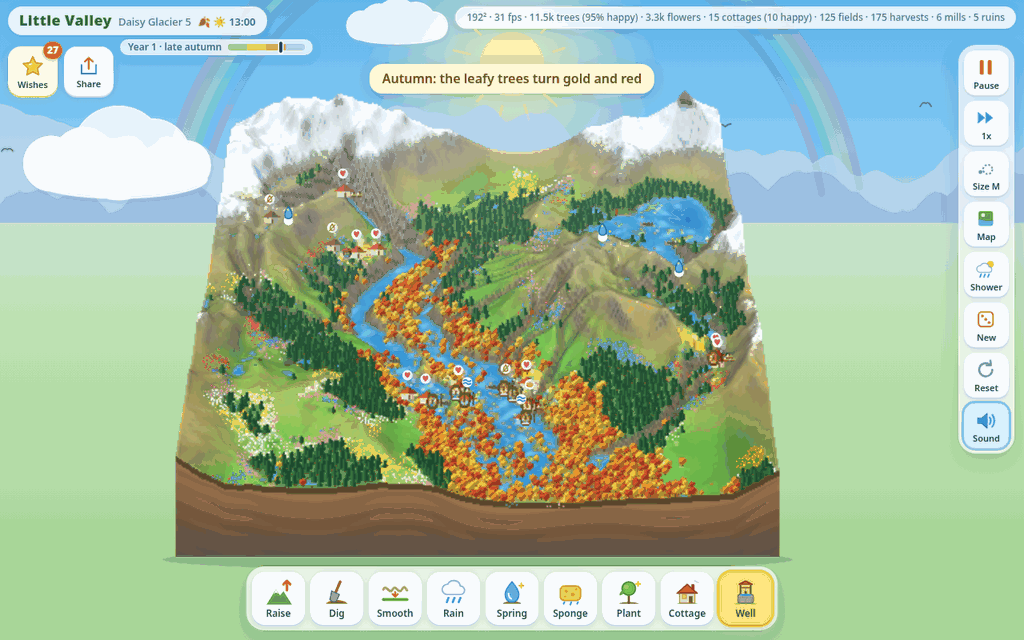 Little Valley Daisy Glacier 5 13:00
192² · 31 fps · 11.5k trees (95% happy) · 3.3k flowers · 15 cottages (10 happy) · 125 fields · 175 harvests · 6 mills · 5 ruins
Year 1 · late autumn
27
Wishes
Share
Autumn: the leafy trees turn gold and red
Pause
1x
Size M
Map
Shower
New
Reset
Sound
Raise
Dig
Smooth
Rain
Spring
Sponge
Plant
Cottage
Well